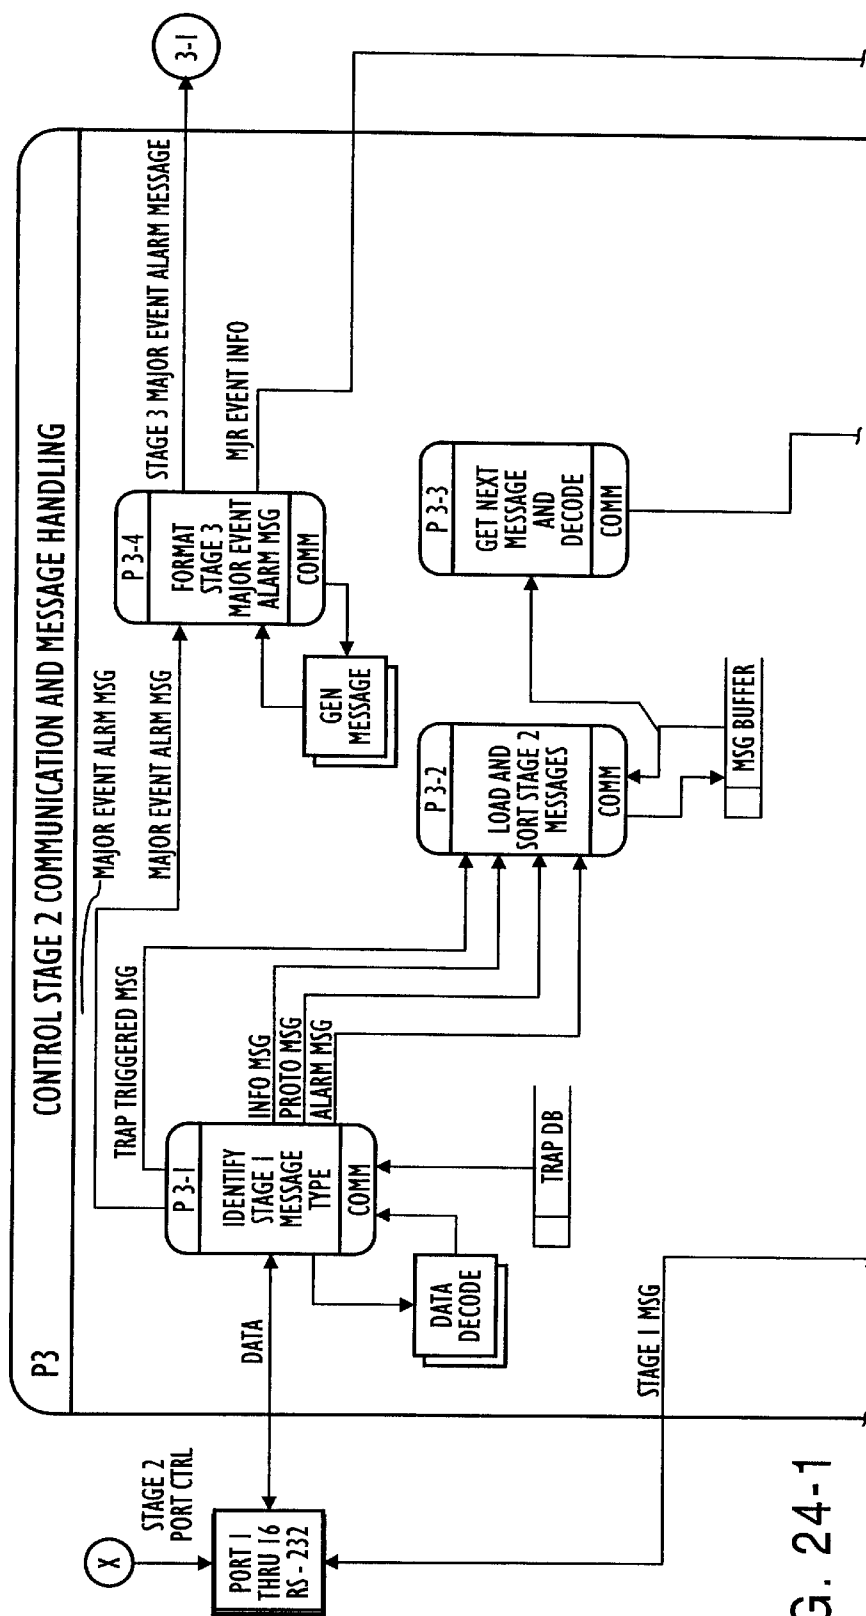 P3
CONTROL STAGE 2 COMMUNICATION AND MESSAGE HANDLING
X
STAGE 2
PORT CTRL
PORT 1
THRU 16
RS - 232
DATA
P 3-1
IDENTIFY
STAGE 1
MESSAGE
TYPE
COMM
DATA
DECODE
TRAP DB
TRAP TRIGGERED MSG
INFO MSG
PROTO MSG
ALARM MSG
MAJOR EVENT ALRM MSG
MAJOR EVENT ALRM MSG
P 3-2
LOAD AND
SORT STAGE 2
MESSAGES
COMM
MSG BUFFER
P 3-4
FORMAT
STAGE 3
MAJOR EVENT
ALARM MSG
COMM
GEN
MESSAGE
P 3-3
GET NEXT
MESSAGE
AND
DECODE
COMM
STAGE 3 MAJOR EVENT ALARM MESSAGE
MJR EVENT INFO
3-1
STAGE 1 MSG
G. 24-1